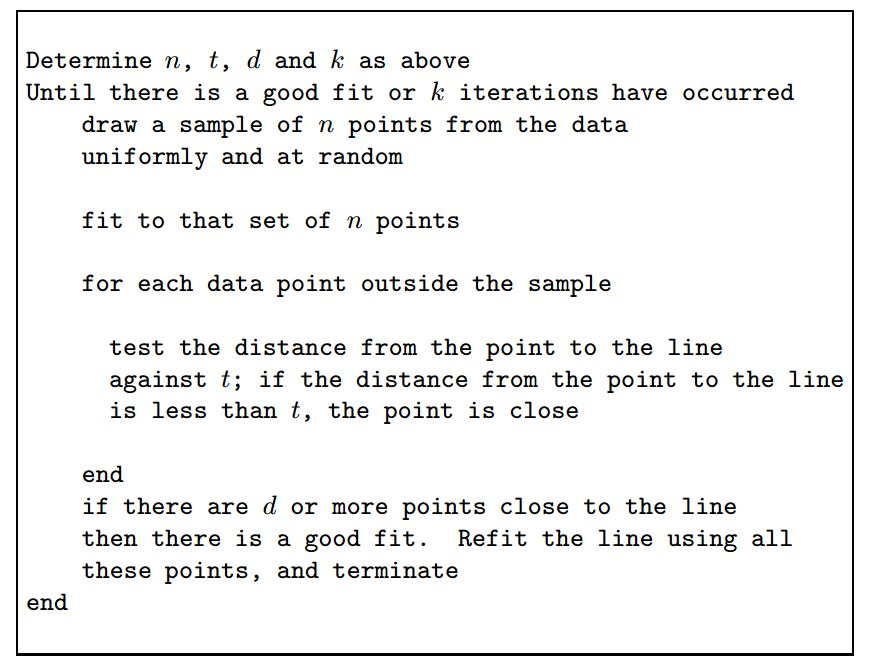 Determine n, t, d and k as above
Until there is a good fit or k iterations have occurred
draw a sample of n points from the data
uniformly and at random
fit to that set of n points
for each data point outside the sample
test the distance from the point to the line
against t; if the distance from the point to the line
is less than t, the point is close
end
if there are d or more points close to the line
then there is a good fit. Refit the line using all
these points, and terminate
end